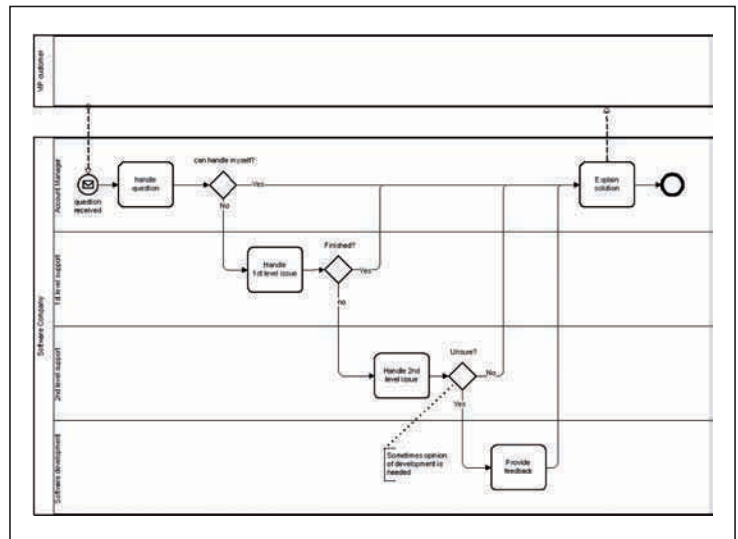 VIP customer
Software Company
Account Manager
question
received
handle
question
can handle myself?
Yes
No
Explain
solution
1st level support
Handle
1st level issue
Finished?
Yes
no
2nd level support
Handle 2nd
level issue
Unsure?
No
Yes
Software development
Sometimes opinion
of development is
needed
Provide
feedback